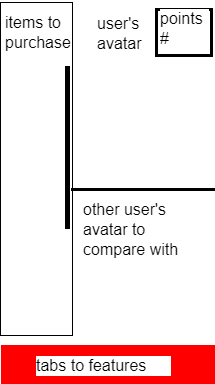 items to
purchase
user's
avatar
points
#
other user's
avatar to
compare with
tabs to features